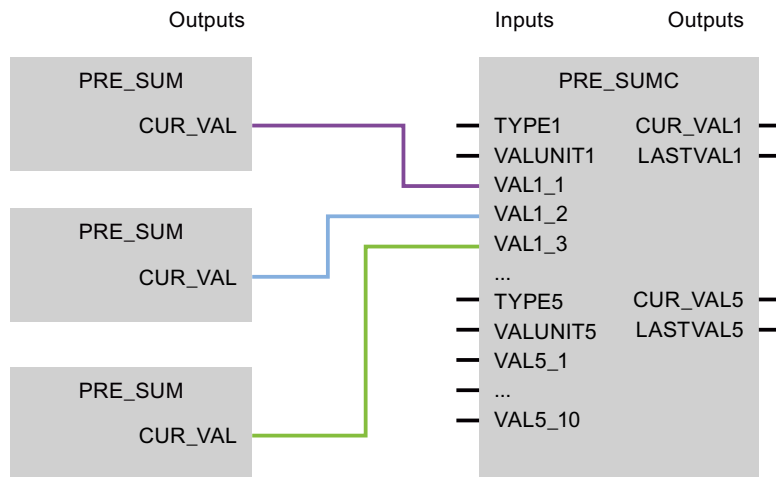 Outputs
Inputs
Outputs
PRE_SUM
CUR_VAL
PRE_SUM
CUR_VAL
PRE_SUM
CUR_VAL
PRE_SUMC
TYPE1 CUR_VAL1
VALUNIT1 LASTVAL1
VAL1_1
VAL1_2
VAL1_3
...
TYPE5 CUR_VAL5
VALUNIT5 LASTVAL5
VAL5_1
...
VAL5_10